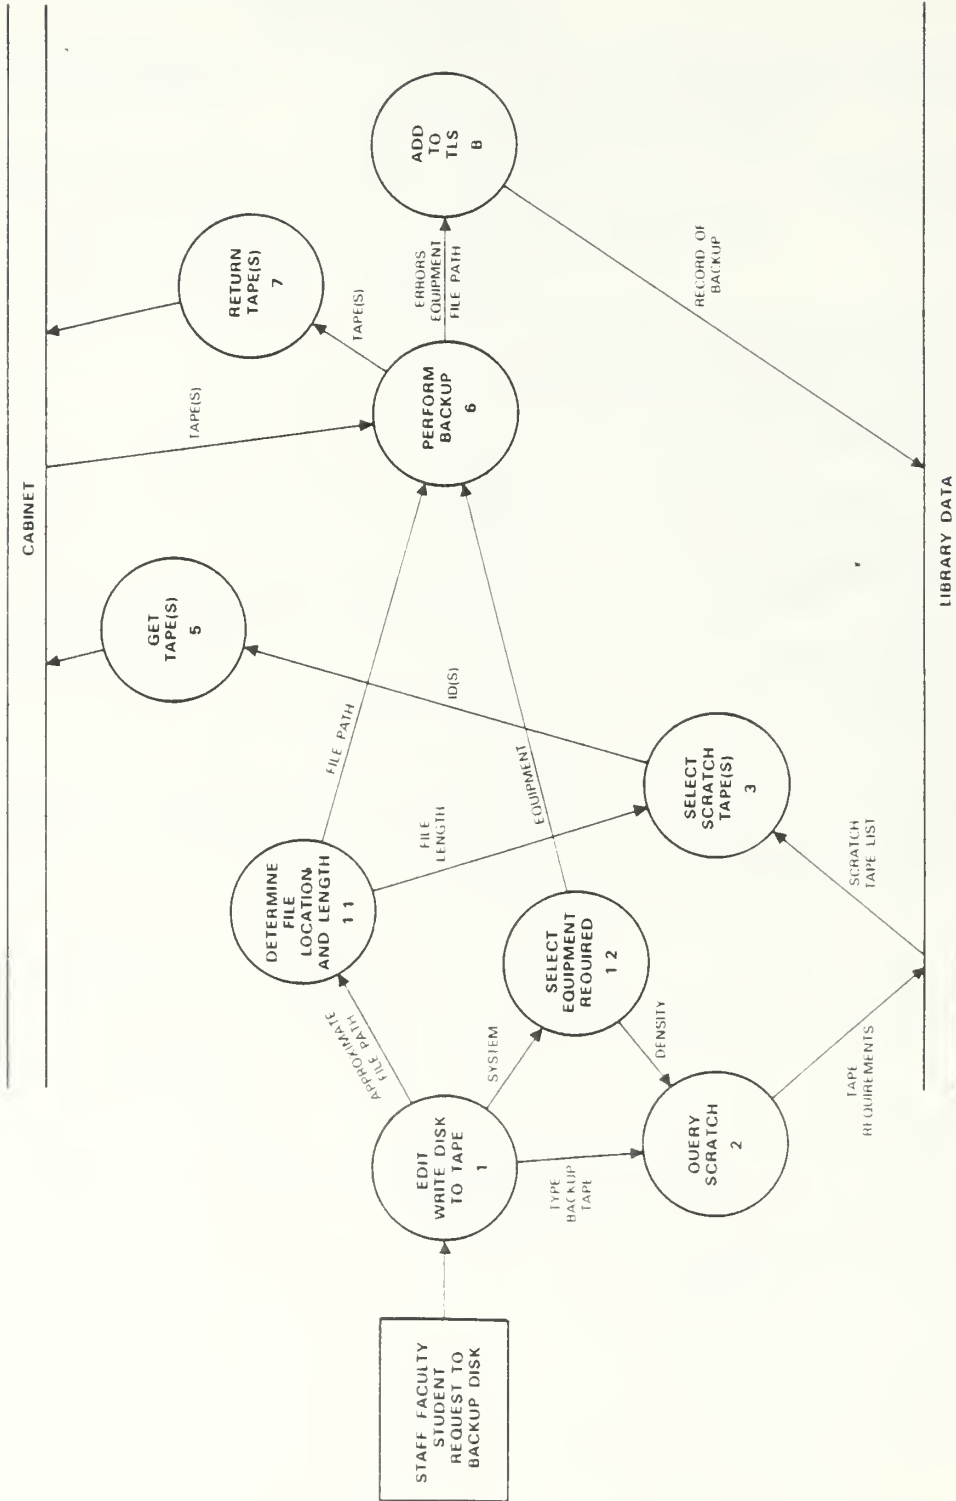 CABINET
GET
TAPE(S)
5
TAPE(S)
RETURN
TAPE(S)
7
TAPE(S)
ADD
TO
TLS
8
ERRORS
EQUIPMENT
FILE PATH
PERFORM
BACKUP
6
FILE PATH
ID(S)
EQUIPMENT
DETERMINE
FILE
LOCATION
AND LENGTH
1 1
FILE
LENGTH
APPROXIMATE
FILE PATH
SYSTEM
SELECT
EQUIPMENT
REQUIRED
1 2
SELECT
SCRATCH
TAPE(S)
3
STAFF FACULTY
STUDENT
REQUEST TO
BACKUP DISK
EDIT
WRITE DISK
TO TAPE
1
TYPE
BACKUP
TAPE
DENSITY
QUERY
SCRATCH
2
TAPE
REQUIREMENTS
SCRATCH
TAPE LIST
RECORD OF
BACKUP
LIBRARY DATA